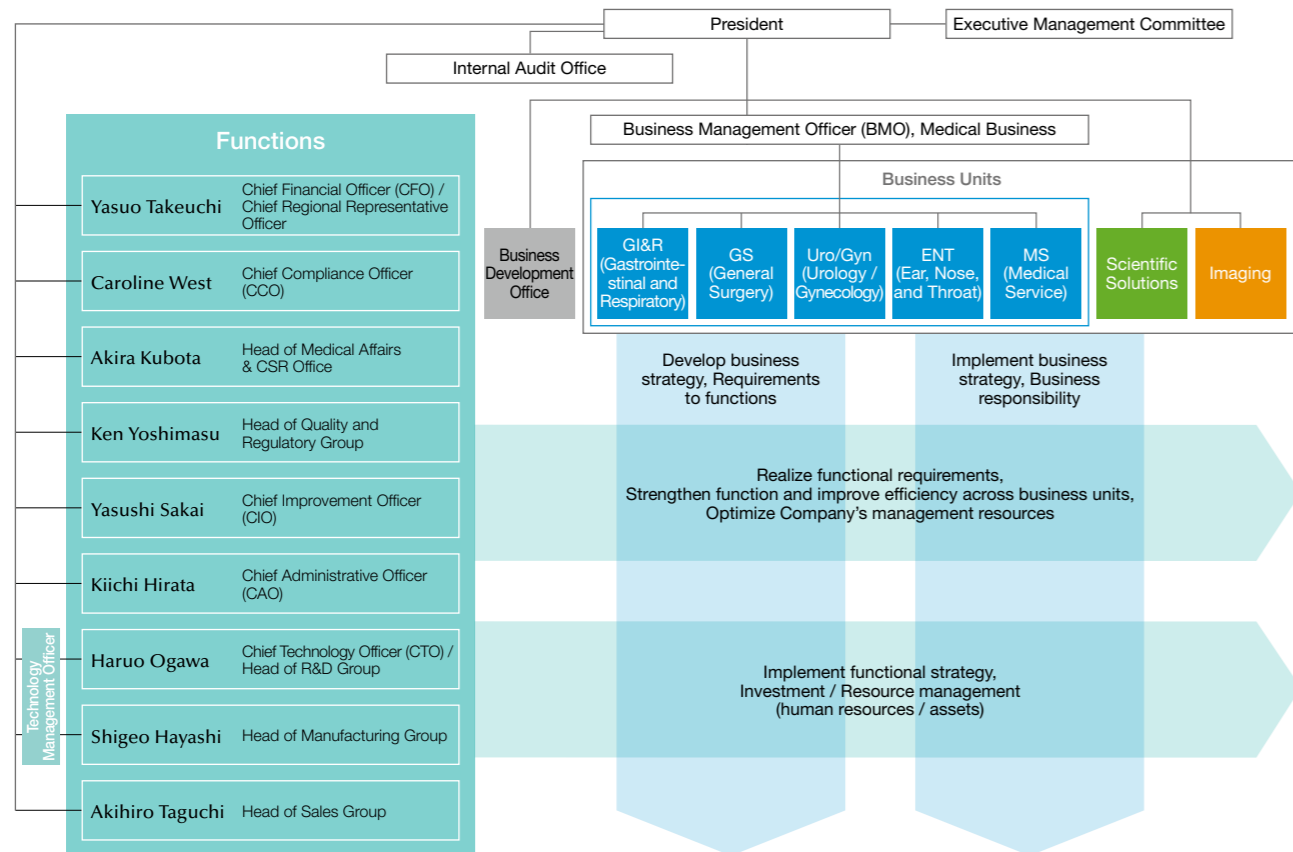 President
Executive Management Committee
Internal Audit Office
Business Management Officer (BMO), Medical Business
Functions
Yasuo Takeuchi
Chief Financial Officer (CFO) /
Chief Regional Representative
Officer
Caroline West
Chief Compliance Officer
(CCO)
Akira Kubota
Head of Medical Affairs
& CSR Office
Ken Yoshimasu
Head of Quality and
Regulatory Group
Yasushi Sakai
Chief Improvement Officer
(CIO)
Kiichi Hirata
Chief Administrative Officer
(CAO)
Technology
Management Officer
Haruo Ogawa
Chief Technology Officer (CTO) /
Head of R&D Group
Shigeo Hayashi
Head of Manufacturing Group
Akihiro Taguchi
Head of Sales Group
Business Units
Business
Development
Office
GI&R
(Gastrointe-
stinal and
Respiratory)
GS
(General
Surgery)
Uro/Gyn
(Urology /
Gynecology)
ENT
(Ear, Nose,
and Throat)
MS
(Medical
Service)
Scientific
Solutions
Imaging
Develop business
strategy, Requirements
to functions
Implement business
strategy, Business
responsibility
Realize functional requirements,
Strengthen function and improve efficiency across business units,
Optimize Company's management resources
Implement functional strategy,
Investment / Resource management
(human resources / assets)